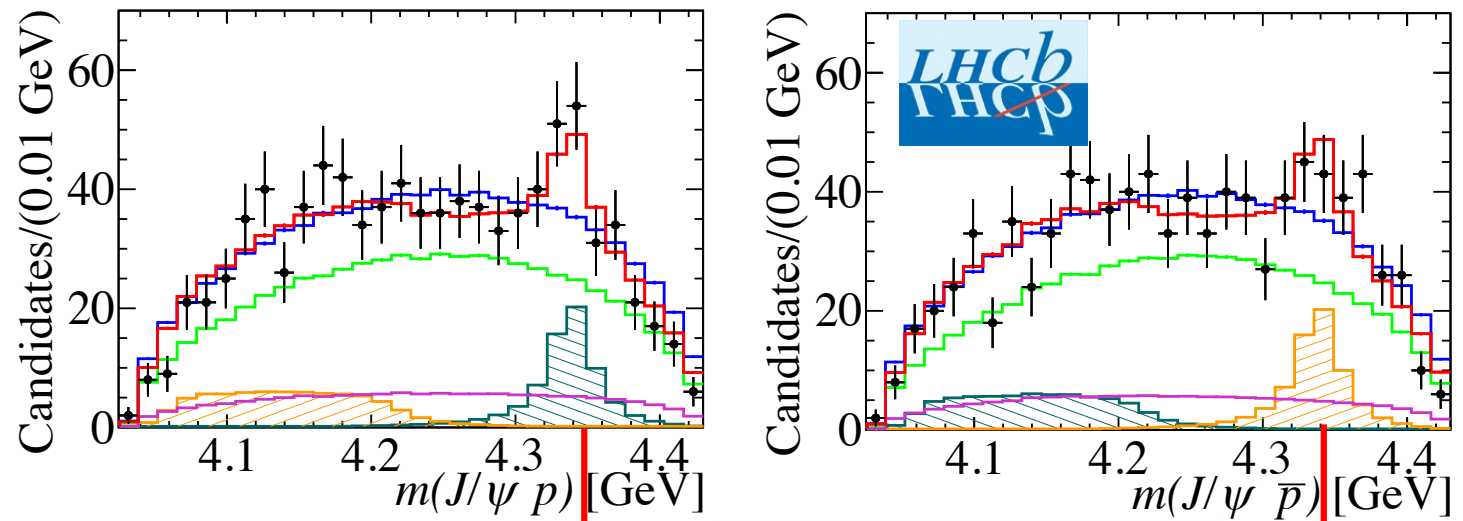 Candidates/(0.01 GeV)
60
40
20
0
4.1 4.2 4.3 4.4
m(J/ψ p) [GeV]
Candidates/(0.01 GeV)
60
40
20
0
LHCb
LHCp
4.1 4.2 4.3 4.4
m(J/ψ p̅) [GeV]